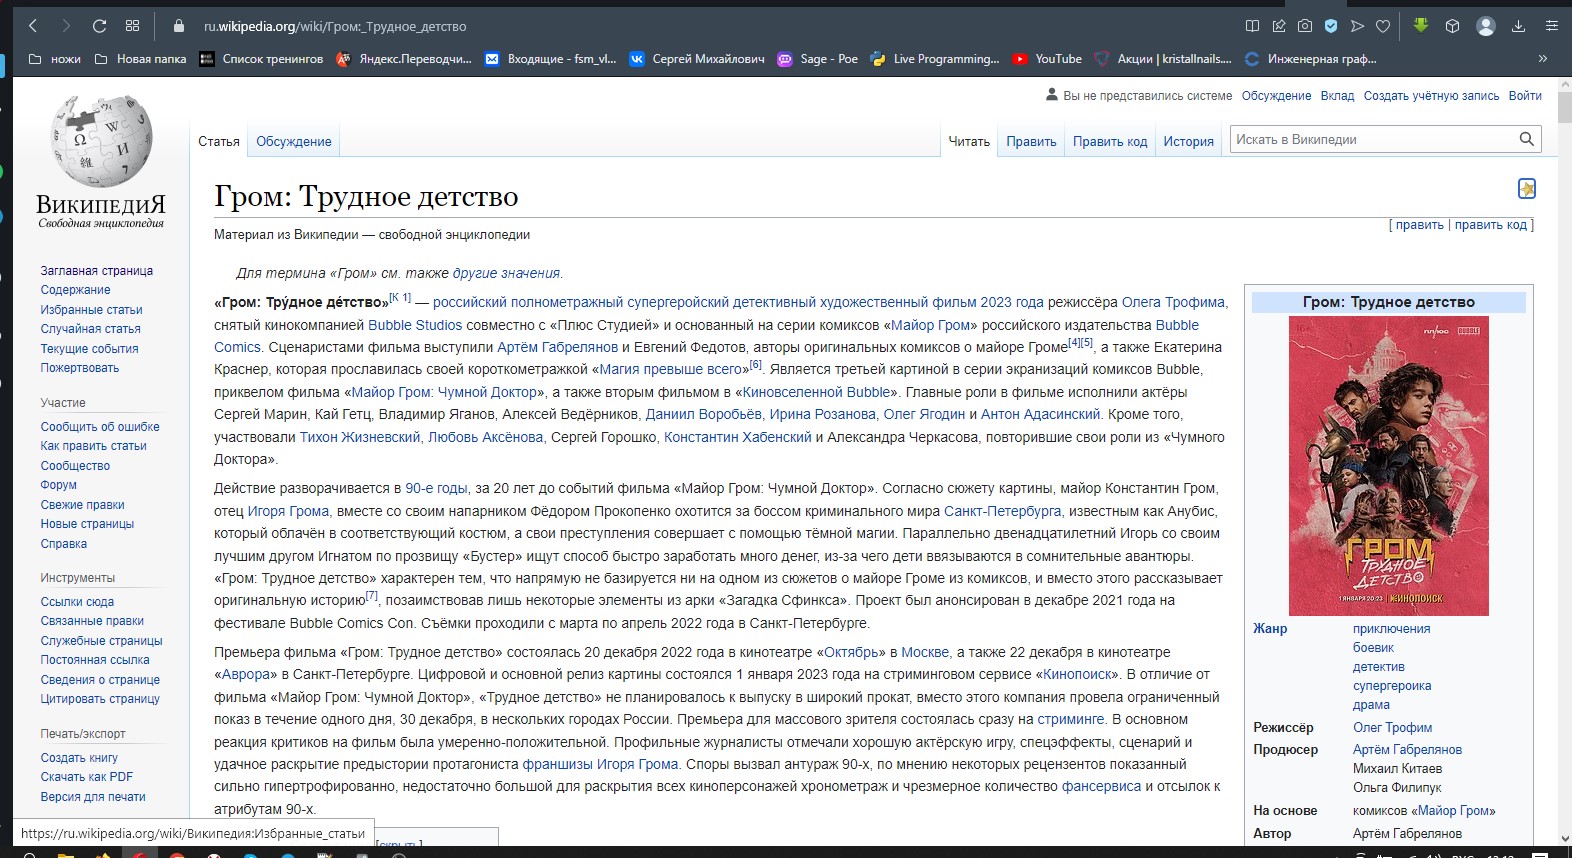 ru.wikipedia.org/wiki/Гром:_Трудное_детство
ножи Новая папка Список тренингов Яндекс.Переводчи... Входящие - fsm_vl... Сергей Михайлович Sage - Poe Live Programming... YouTube Акции | kristallnails.... Инженерная граф... »
Вы не представились системе Обсуждение Вклад Создать учётную запись Войти
Статья Обсуждение Читать Править Править код История Искать в Википедии
ВикипедиЯ
Свободная энциклопедия
Заглавная страница
Содержание
Избранные статьи
Случайная статья
Текущие события
Пожертвовать
Участие
Сообщить об ошибке
Как править статьи
Сообщество
Форум
Свежие правки
Новые страницы
Справка
Инструменты
Ссылки сюда
Связанные правки
Служебные страницы
Постоянная ссылка
Сведения о странице
Цитировать страницу
Печать/экспорт
Создать книгу
Скачать как PDF
Версия для печати
Гром: Трудное детство
[ править | править код ]
Материал из Википедии — свободной энциклопедии
Для термина «Гром» см. также другие значения.
«Гром: Тру́дное де́тство»[К 1] — российский полнометражный супергеройский детективный художественный фильм 2023 года режиссёра Олега Трофима,
снятый кинокомпанией Bubble Studios совместно с «Плюс Студией» и основанный на серии комиксов «Майор Гром» российского издательства Bubble
Comics. Сценаристами фильма выступили Артём Габрелянов и Евгений Федотов, авторы оригинальных комиксов о майоре Громе[4][5], а также Екатерина
Краснер, которая прославилась своей короткометражкой «Магия превыше всего»[6]. Является третьей картиной в серии экранизаций комиксов Bubble,
приквелом фильма «Майор Гром: Чумной Доктор», а также вторым фильмом в «Киновселенной Bubble». Главные роли в фильме исполнили актёры
Сергей Марин, Кай Гетц, Владимир Яганов, Алексей Ведёрников, Даниил Воробьёв, Ирина Розанова, Олег Ягодин и Антон Адасинский. Кроме того,
участвовали Тихон Жизневский, Любовь Аксёнова, Сергей Горошко, Константин Хабенский и Александра Черкасова, повторившие свои роли из «Чумного
Доктора».
Действие разворачивается в 90-е годы, за 20 лет до событий фильма «Майор Гром: Чумной Доктор». Согласно сюжету картины, майор Константин Гром,
отец Игоря Грома, вместе со своим напарником Фёдором Прокопенко охотится за боссом криминального мира Санкт-Петербурга, известным как Анубис,
который облачён в соответствующий костюм, а свои преступления совершает с помощью тёмной магии. Параллельно двенадцатилетний Игорь со своим
лучшим другом Игнатом по прозвищу «Бустер» ищут способ быстро заработать много денег, из-за чего дети ввязываются в сомнительные авантюры.
«Гром: Трудное детство» характерен тем, что напрямую не базируется ни на одном из сюжетов о майоре Громе из комиксов, и вместо этого рассказывает
оригинальную историю[7], позаимствовав лишь некоторые элементы из арки «Загадка Сфинкса». Проект был анонсирован в декабре 2021 года на
фестивале Bubble Comics Con. Съёмки проходили с марта по апрель 2022 года в Санкт-Петербурге.
Премьера фильма «Гром: Трудное детство» состоялась 20 декабря 2022 года в кинотеатре «Октябрь» в Москве, а также 22 декабря в кинотеатре
«Аврора» в Санкт-Петербурге. Цифровой и основной релиз картины состоялся 1 января 2023 года на стриминговом сервисе «Кинопоиск». В отличие от
фильма «Майор Гром: Чумной Доктор», «Трудное детство» не планировалось к выпуску в широкий прокат, вместо этого компания провела ограниченный
показ в течение одного дня, 30 декабря, в нескольких городах России. Премьера для массового зрителя состоялась сразу на стриминге. В основном
реакция критиков на фильм была умеренно-положительной. Профильные журналисты отмечали хорошую актёрскую игру, спецэффекты, сценарий и
удачное раскрытие предыстории протагониста франшизы Игоря Грома. Споры вызвал антураж 90-х, по мнению некоторых рецензентов показанный
сильно гипертрофированно, недостаточно большой для раскрытия всех киноперсонажей хронометраж и чрезмерное количество фансервиса и отсылок к
атрибутам 90-х.
[скрыть]
Гром: Трудное детство
16+ плюс
ГРОМ
ТРУДНОЕ
ДЕТСТВО
1 ЯНВАРЯ 2023 | КИНОПОИСК
Жанр приключения
боевик
детектив
супергероика
драма
Режиссёр Олег Трофим
Продюсер Артём Габрелянов
Михаил Китаев
Ольга Филипук
На основе комиксов «Майор Гром»
Автор Артём Габрелянов
https://ru.wikipedia.org/wiki/Википедия:Избранные_статьи